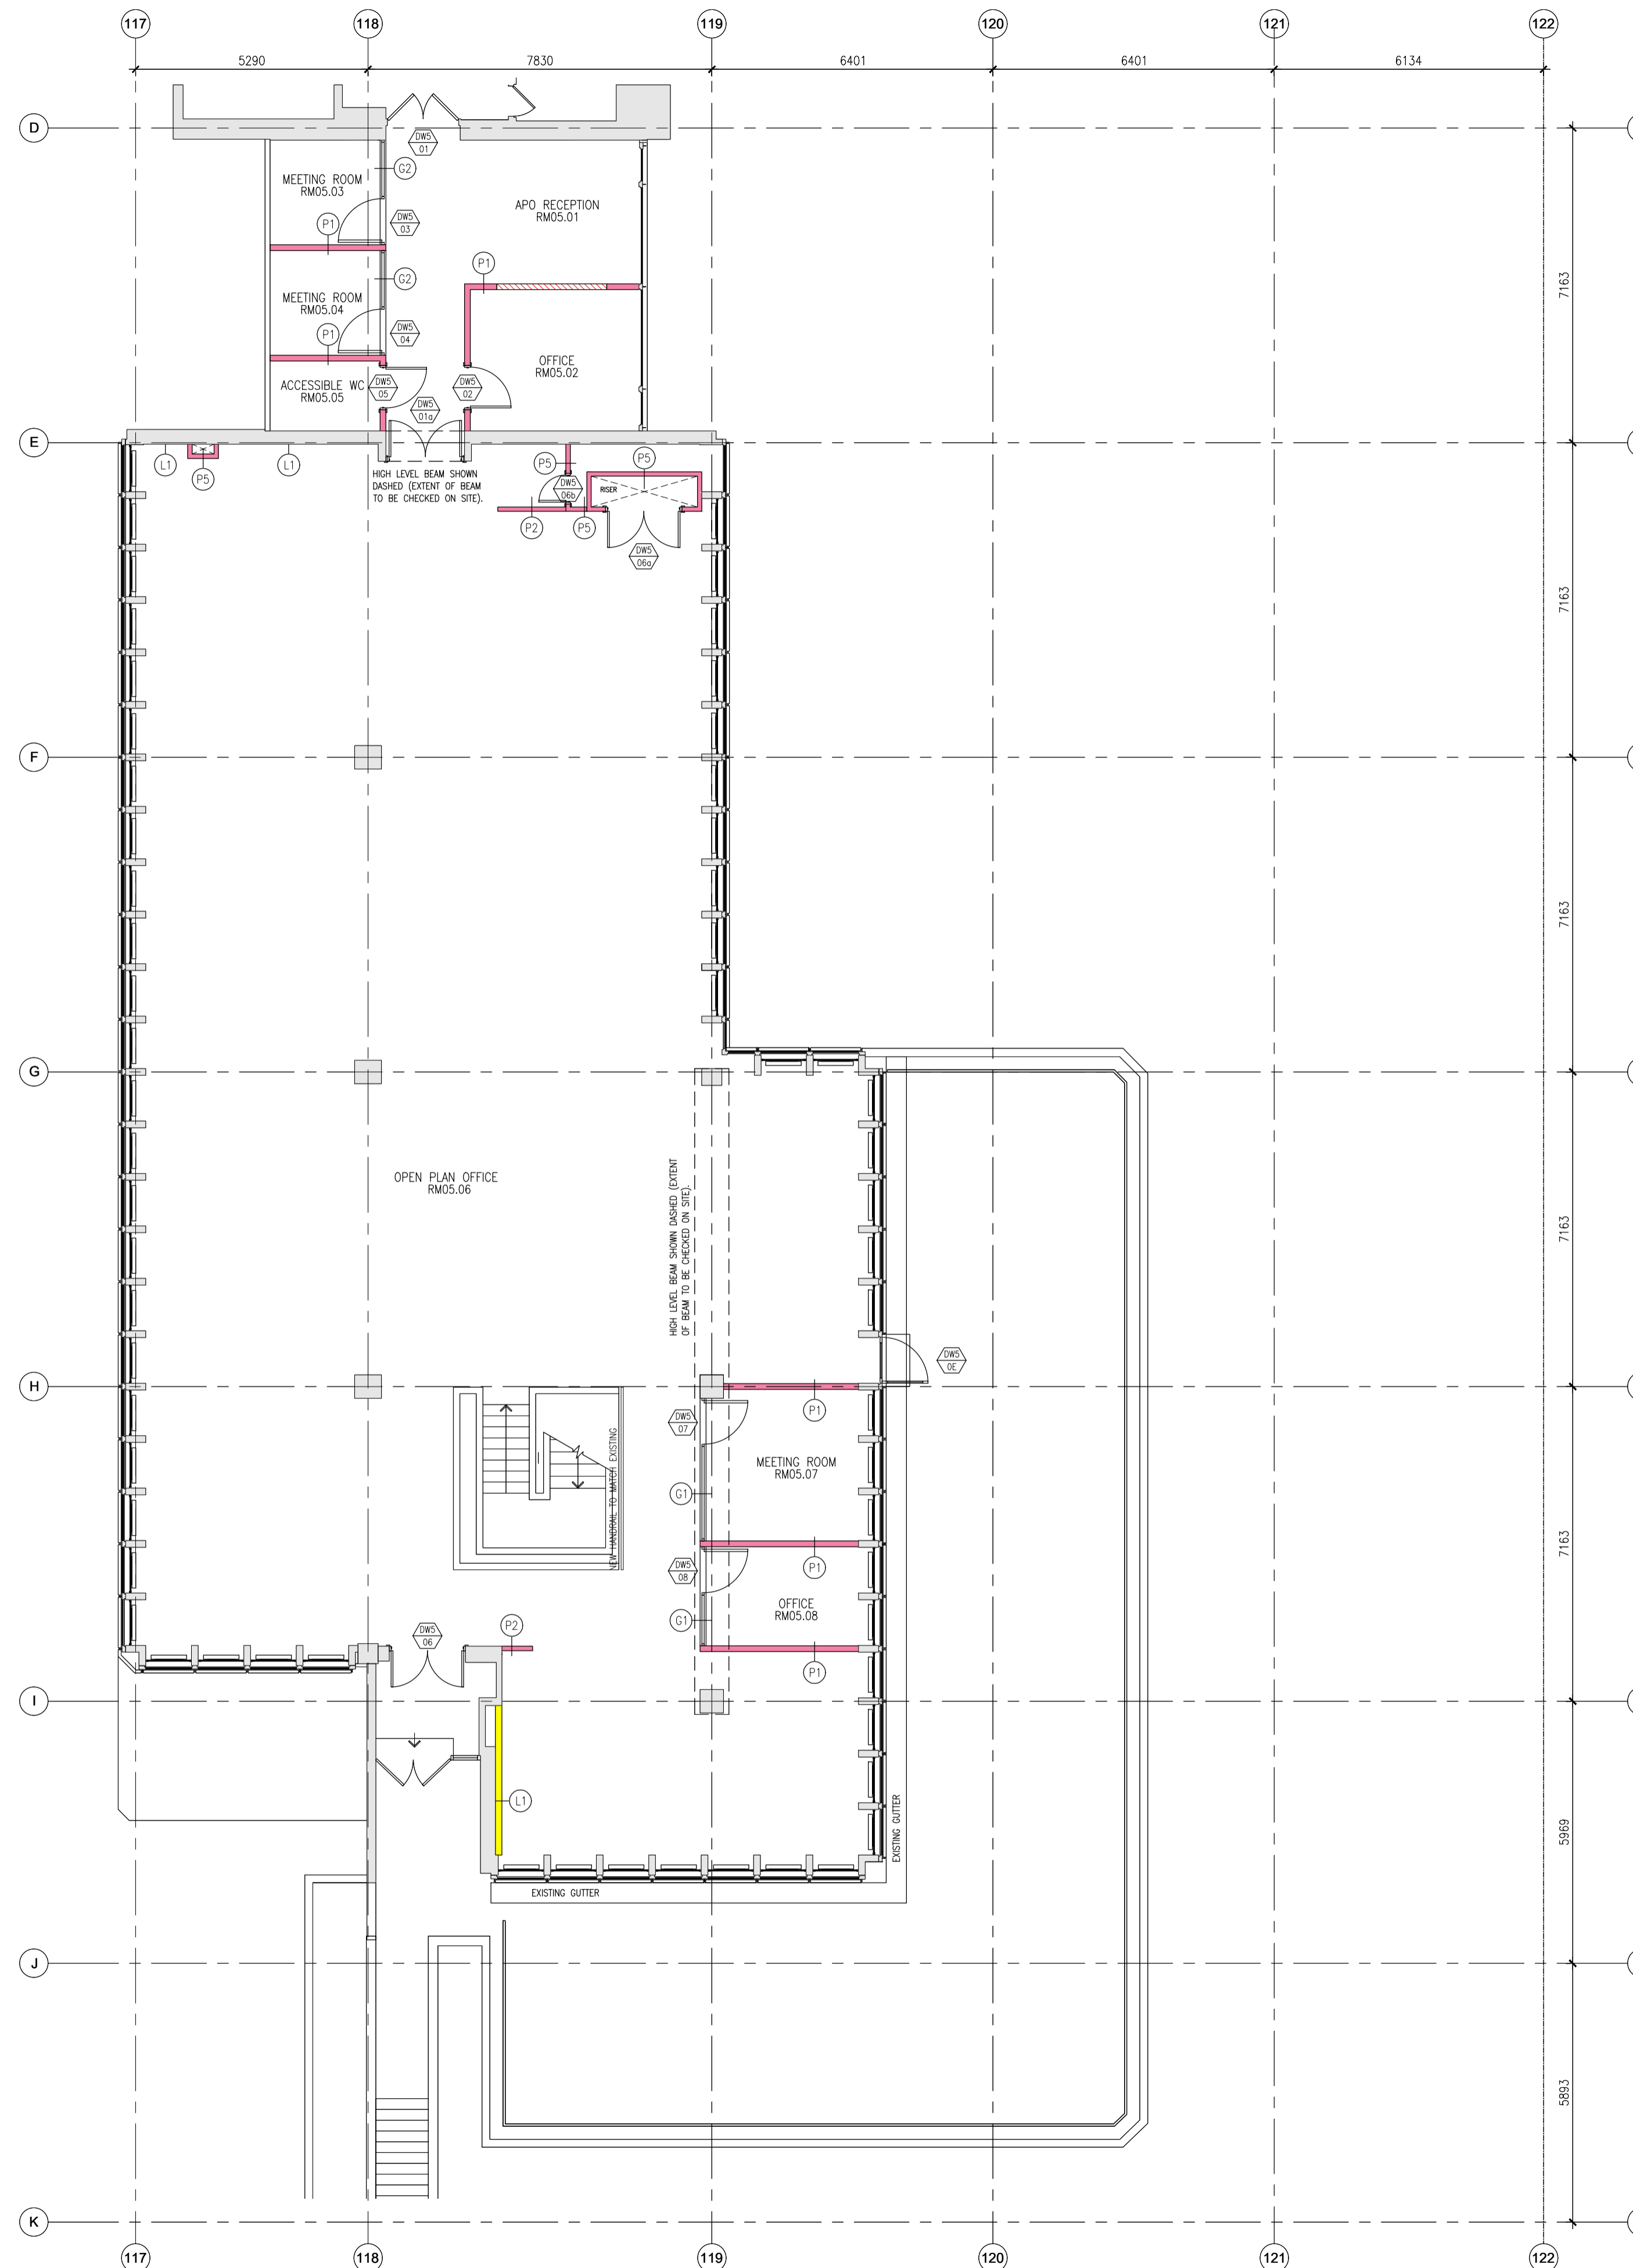 117
118
119
120
121
122
5290
7830
6401
6401
6134
D
DW5
01
G2
MEETING ROOM
RM05.03
APO RECEPTION
RM05.01
P1
DW5
03
P1
G2
7163
MEETING ROOM
RM05.04
P1
DW5
04
OFFICE
RM05.02
ACCESSIBLE WC
RM05.05
DW5
05
DW5
02
DW5
01a
E
L1
P5
L1
HIGH LEVEL BEAM SHOWN
DASHED (EXTENT OF BEAM
TO BE CHECKED ON SITE).
P5
P5
DW5
06b
RISER
P2
P5
DW5
06a
7163
F
7163
G
OPEN PLAN OFFICE
RM05.06
HIGH LEVEL BEAM SHOWN DASHED (EXTENT
OF BEAM TO BE CHECKED ON SITE).
7163
DW5
0E
H
P1
DW5
07
NEW HANDRAIL TO MATCH EXISTING
MEETING ROOM
RM05.07
G1
7163
P1
DW5
08
OFFICE
RM05.08
G1
DW5
06
P2
P1
I
L1
EXISTING GUTTER
5969
EXISTING GUTTER
J
5893
K
117
118
119
120
121
122